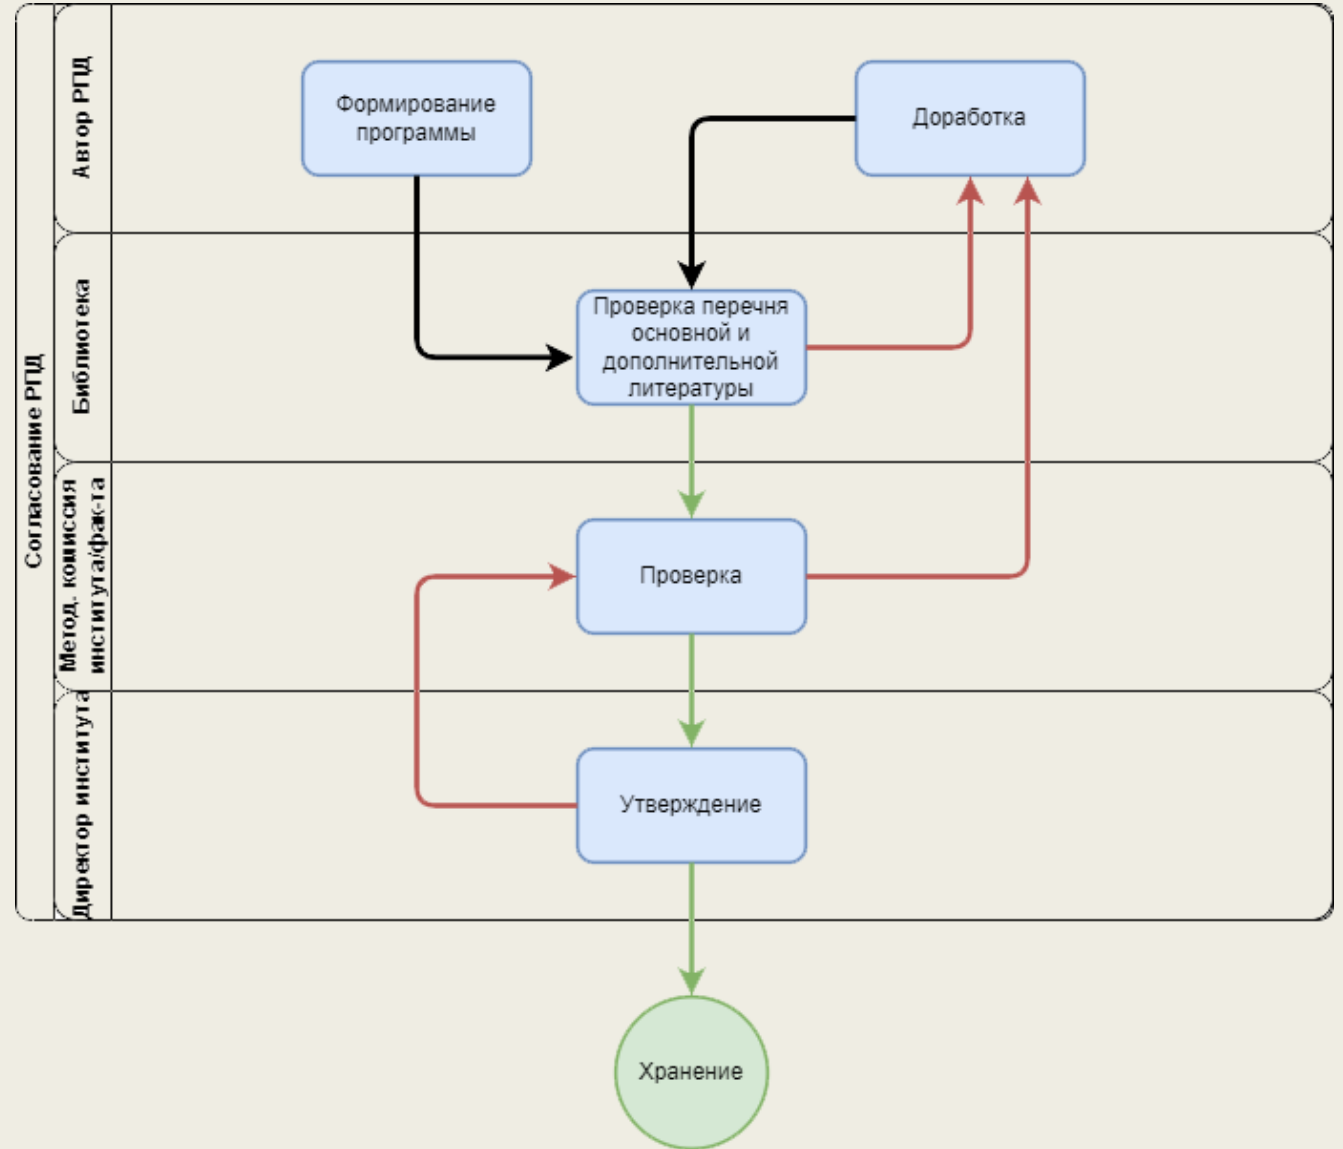 Согласование РПД
Автор РПД
Формирование
программы
Доработка
Библиотека
Проверка перечня
основной и
дополнительной
литературы
Метод. комиссия
института/фак-та
Проверка
Директор института
Утверждение
Хранение